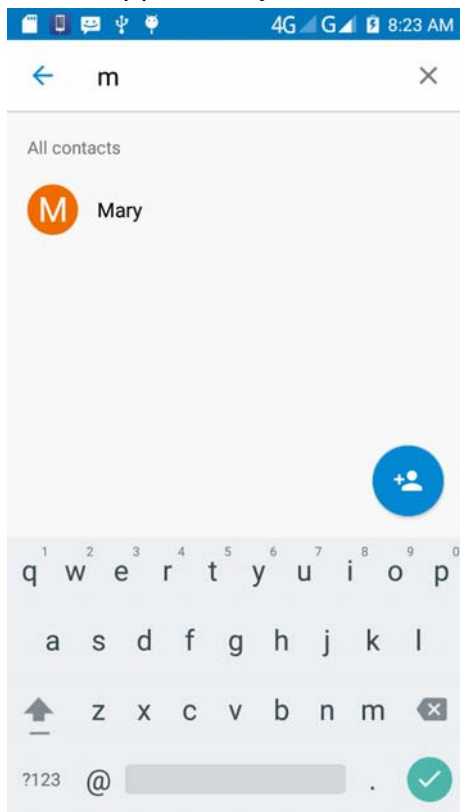 4G G 8:23 AM
m
All contacts
M Mary
1 2 3 4 5 6 7 8 9 0
q w e r t y u i o p
a s d f g h j k l
z x c v b n m
?123 @ .